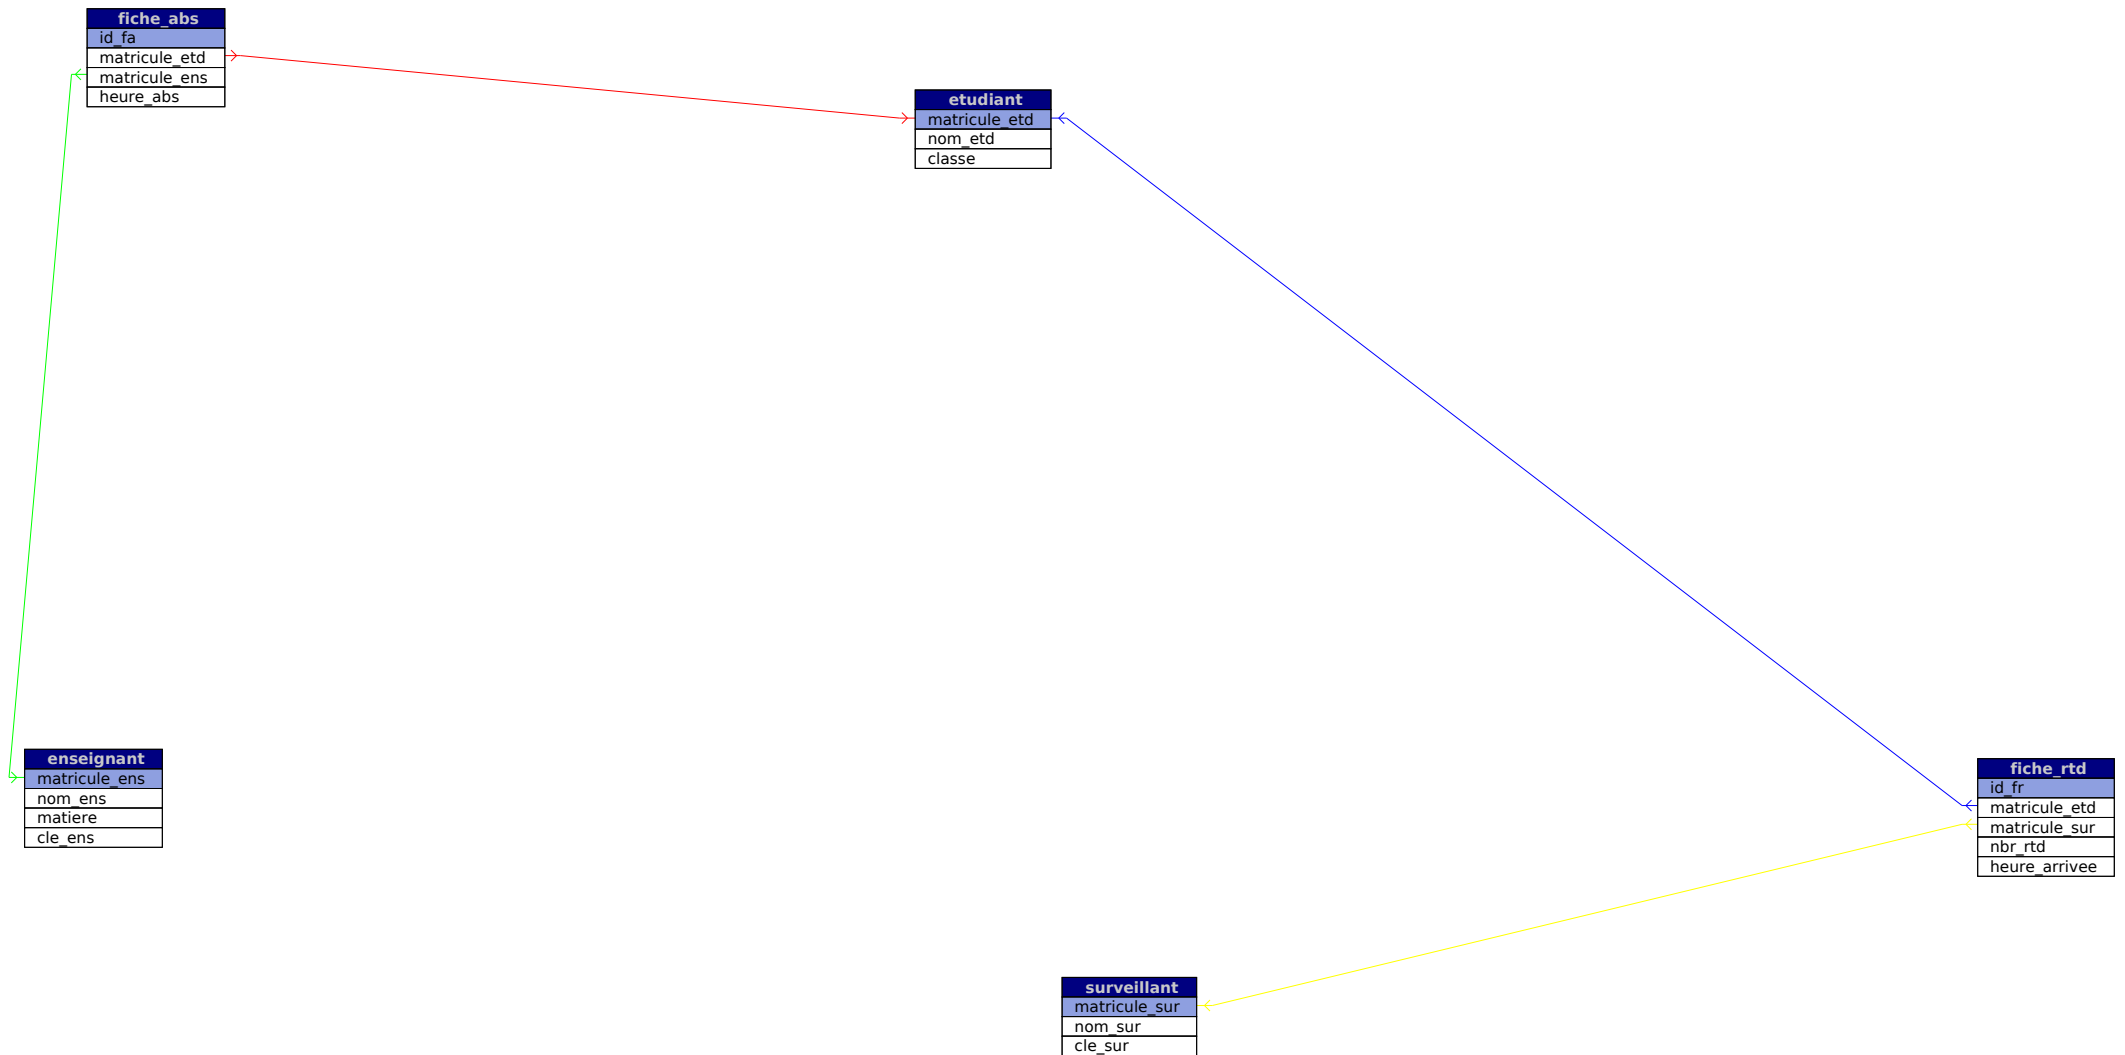 fiche_abs
id_fa
matricule_etd
matricule_ens
heure_abs
etudiant
matricule_etd
nom_etd
classe
enseignant
matricule_ens
nom_ens
matiere
cle_ens
fiche_rtd
id_fr
matricule_etd
matricule_sur
nbr_rtd
heure_arrivee
surveillant
matricule_sur
nom_sur
cle_sur